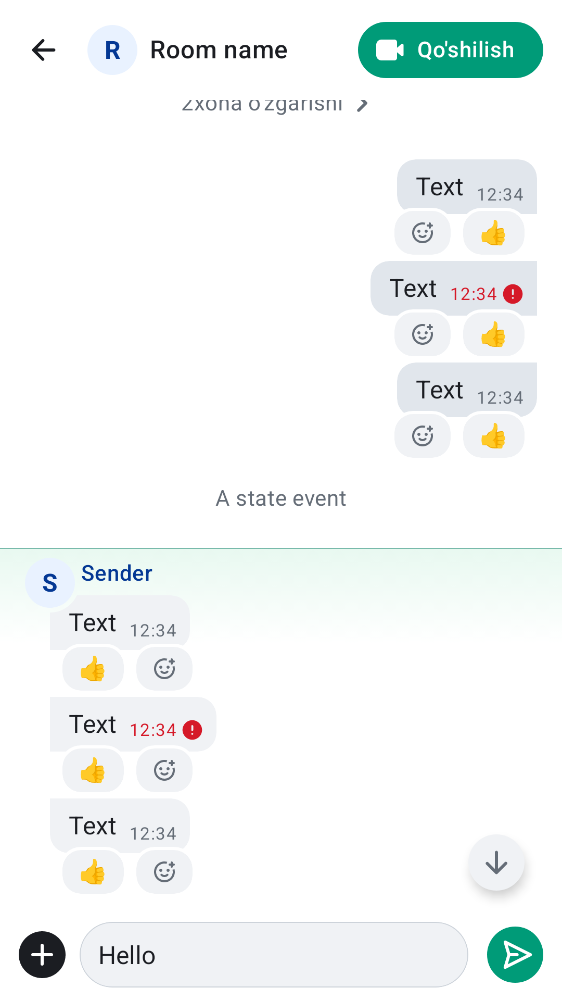 R
Room name
Qo'shilish
2 xona o'zgarishi
Text 12:34
Text 12:34
Text 12:34
A state event
S
Sender
Text 12:34
Text 12:34
Text 12:34
Hello